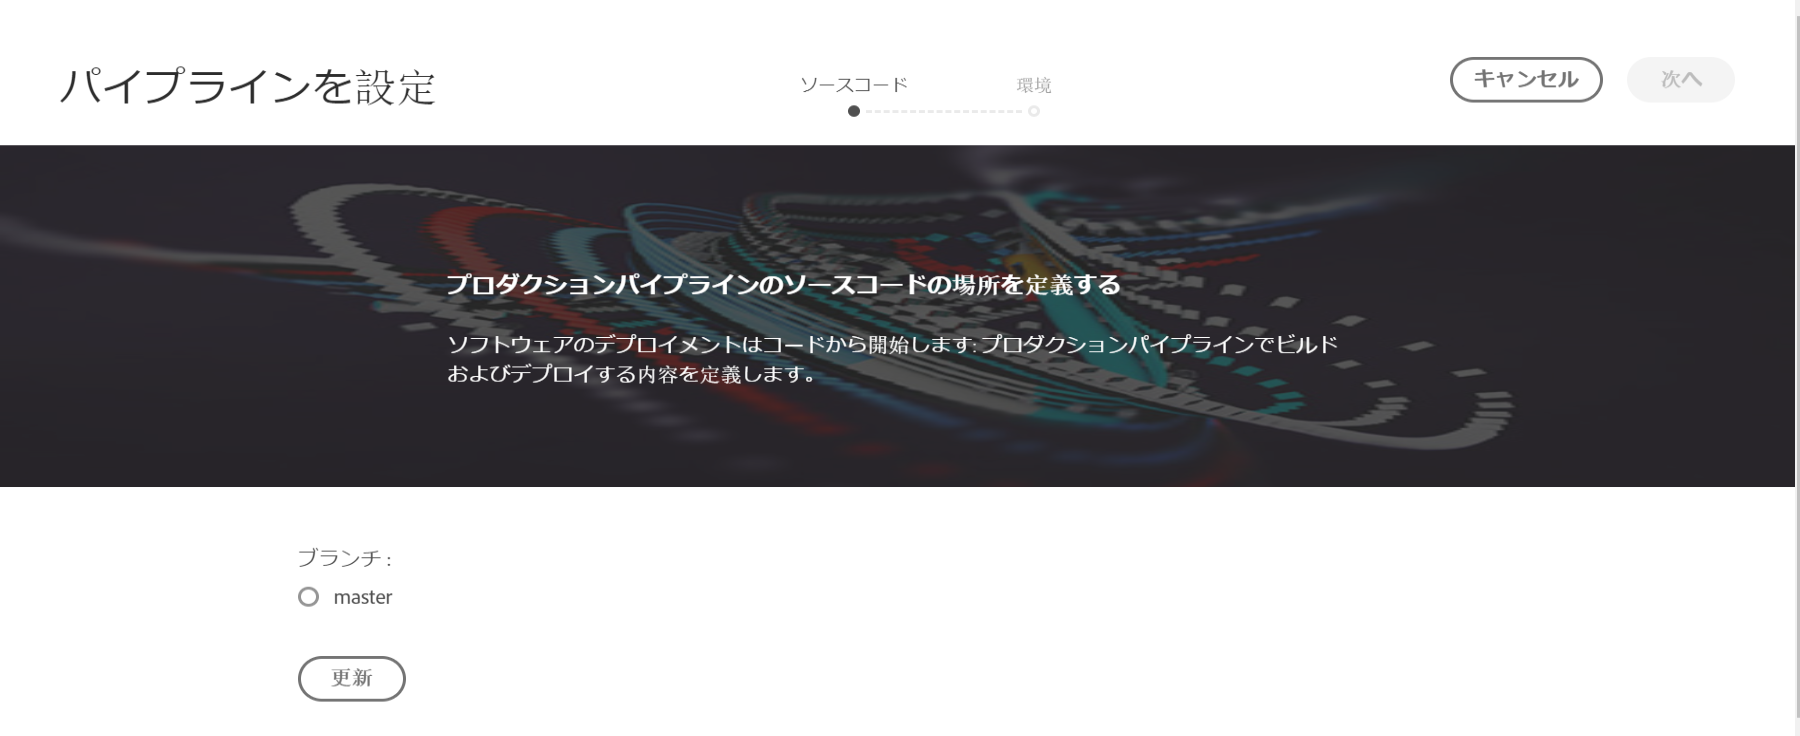 パイプラインを設定
ソースコード
環境
キャンセル
次へ
プロダクションパイプラインのソースコードの場所を定義する
ソフトウェアのデプロイメントはコードから開始します: プロダクションパイプラインでビルド
およびデプロイする内容を定義します。
ブランチ :
master
更新